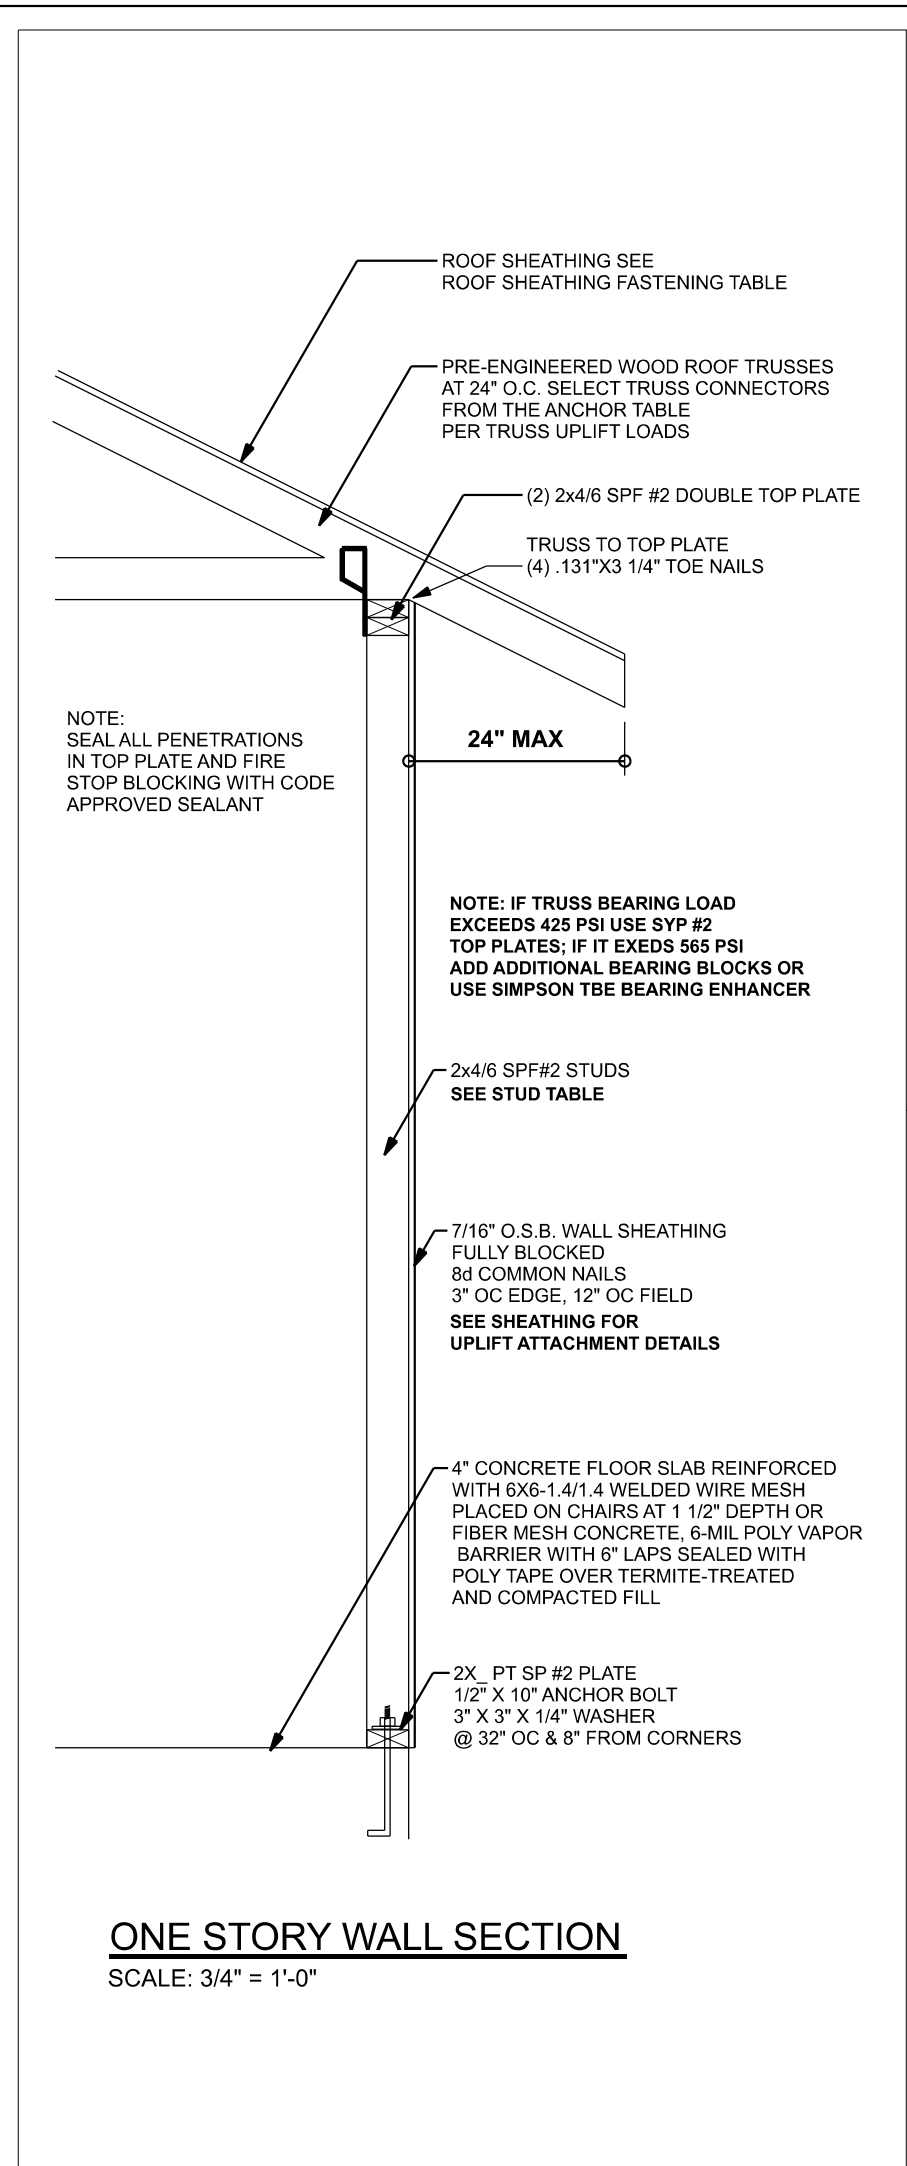 ROOF SHEATHING SEE
ROOF SHEATHING FASTENING TABLE
PRE-ENGINEERED WOOD ROOF TRUSSES
AT 24" O.C. SELECT TRUSS CONNECTORS
FROM THE ANCHOR TABLE
PER TRUSS UPLIFT LOADS
(2) 2x4/6 SPF #2 DOUBLE TOP PLATE
TRUSS TO TOP PLATE
(4) .131"X3 1/4" TOE NAILS
NOTE:
SEAL ALL PENETRATIONS
IN TOP PLATE AND FIRE
STOP BLOCKING WITH CODE
APPROVED SEALANT
24" MAX
NOTE: IF TRUSS BEARING LOAD
EXCEEDS 425 PSI USE SYP #2
TOP PLATES; IF IT EXEDS 565 PSI
ADD ADDITIONAL BEARING BLOCKS OR
USE SIMPSON TBE BEARING ENHANCER
2x4/6 SPF#2 STUDS
SEE STUD TABLE
7/16" O.S.B. WALL SHEATHING
FULLY BLOCKED
8d COMMON NAILS
3" OC EDGE, 12" OC FIELD
SEE SHEATHING FOR
UPLIFT ATTACHMENT DETAILS
4" CONCRETE FLOOR SLAB REINFORCED
WITH 6X6-1.4/1.4 WELDED WIRE MESH
PLACED ON CHAIRS AT 1 1/2" DEPTH OR
FIBER MESH CONCRETE, 6-MIL POLY VAPOR
BARRIER WITH 6" LAPS SEALED WITH
POLY TAPE OVER TERMITE-TREATED
AND COMPACTED FILL
2X_ PT SP #2 PLATE
1/2" X 10" ANCHOR BOLT
3" X 3" X 1/4" WASHER
@ 32" OC & 8" FROM CORNERS
ONE STORY WALL SECTION
SCALE: 3/4" = 1'-0"